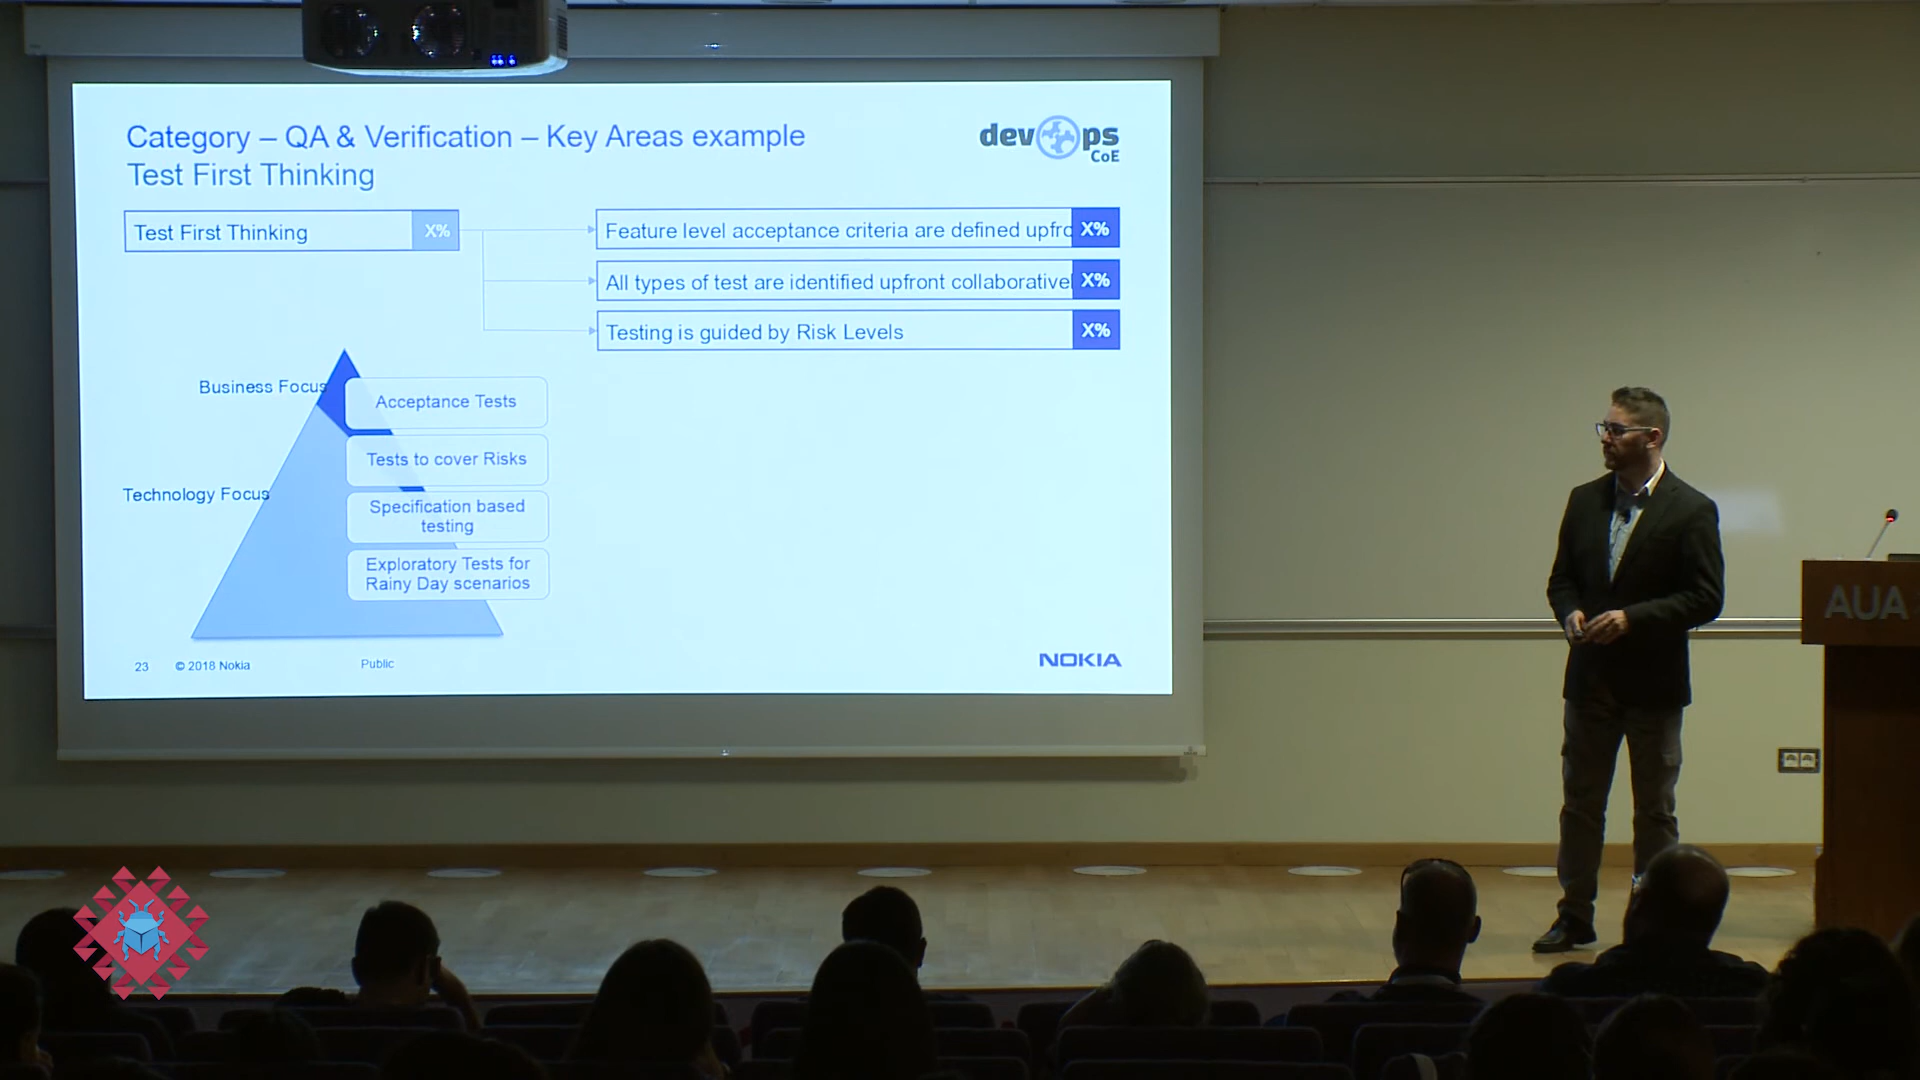 Category – QA & Verification – Key Areas example
Test First Thinking
devOps
CoE
Test First Thinking X%
Feature level acceptance criteria are defined upfro X%
All types of test are identified upfront collaborativel X%
Testing is guided by Risk Levels X%
Business Focus
Acceptance Tests
Tests to cover Risks
Technology Focus
Specification based
testing
Exploratory Tests for
Rainy Day scenarios
23 © 2018 Nokia Public
NOKIA
AUA